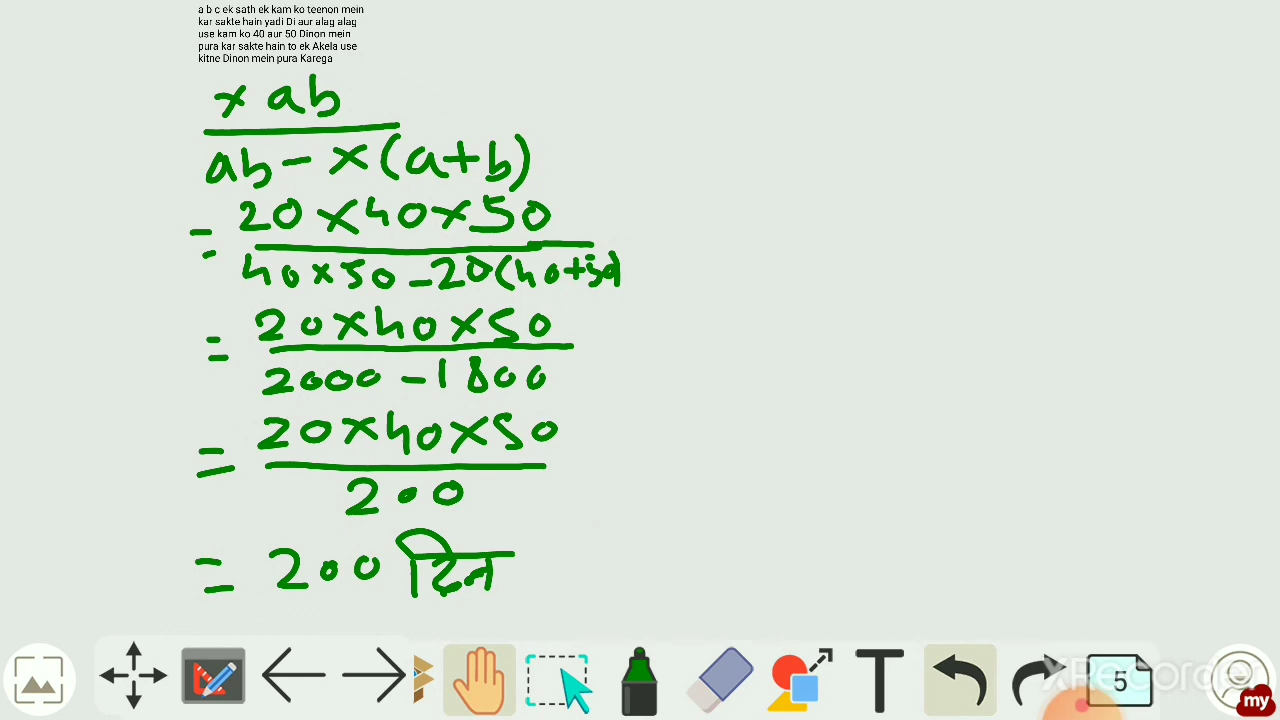 a b c ek sath ek kam ko teenon mein
kar sakte hain yadi Di aur alag alag
use kam ko 40 aur 50 Dinon mein
pura kar sakte hain to ek Akela use
kitne Dinon mein pura Karega
x ab
ab - x(a+b)
= 20 × 40 × 50
40 × 50 - 20(40+50)
= 20 × 40 × 50
2000 - 1800
= 20 × 40 × 50
200
= 200 दिन
5
XRecorder
my